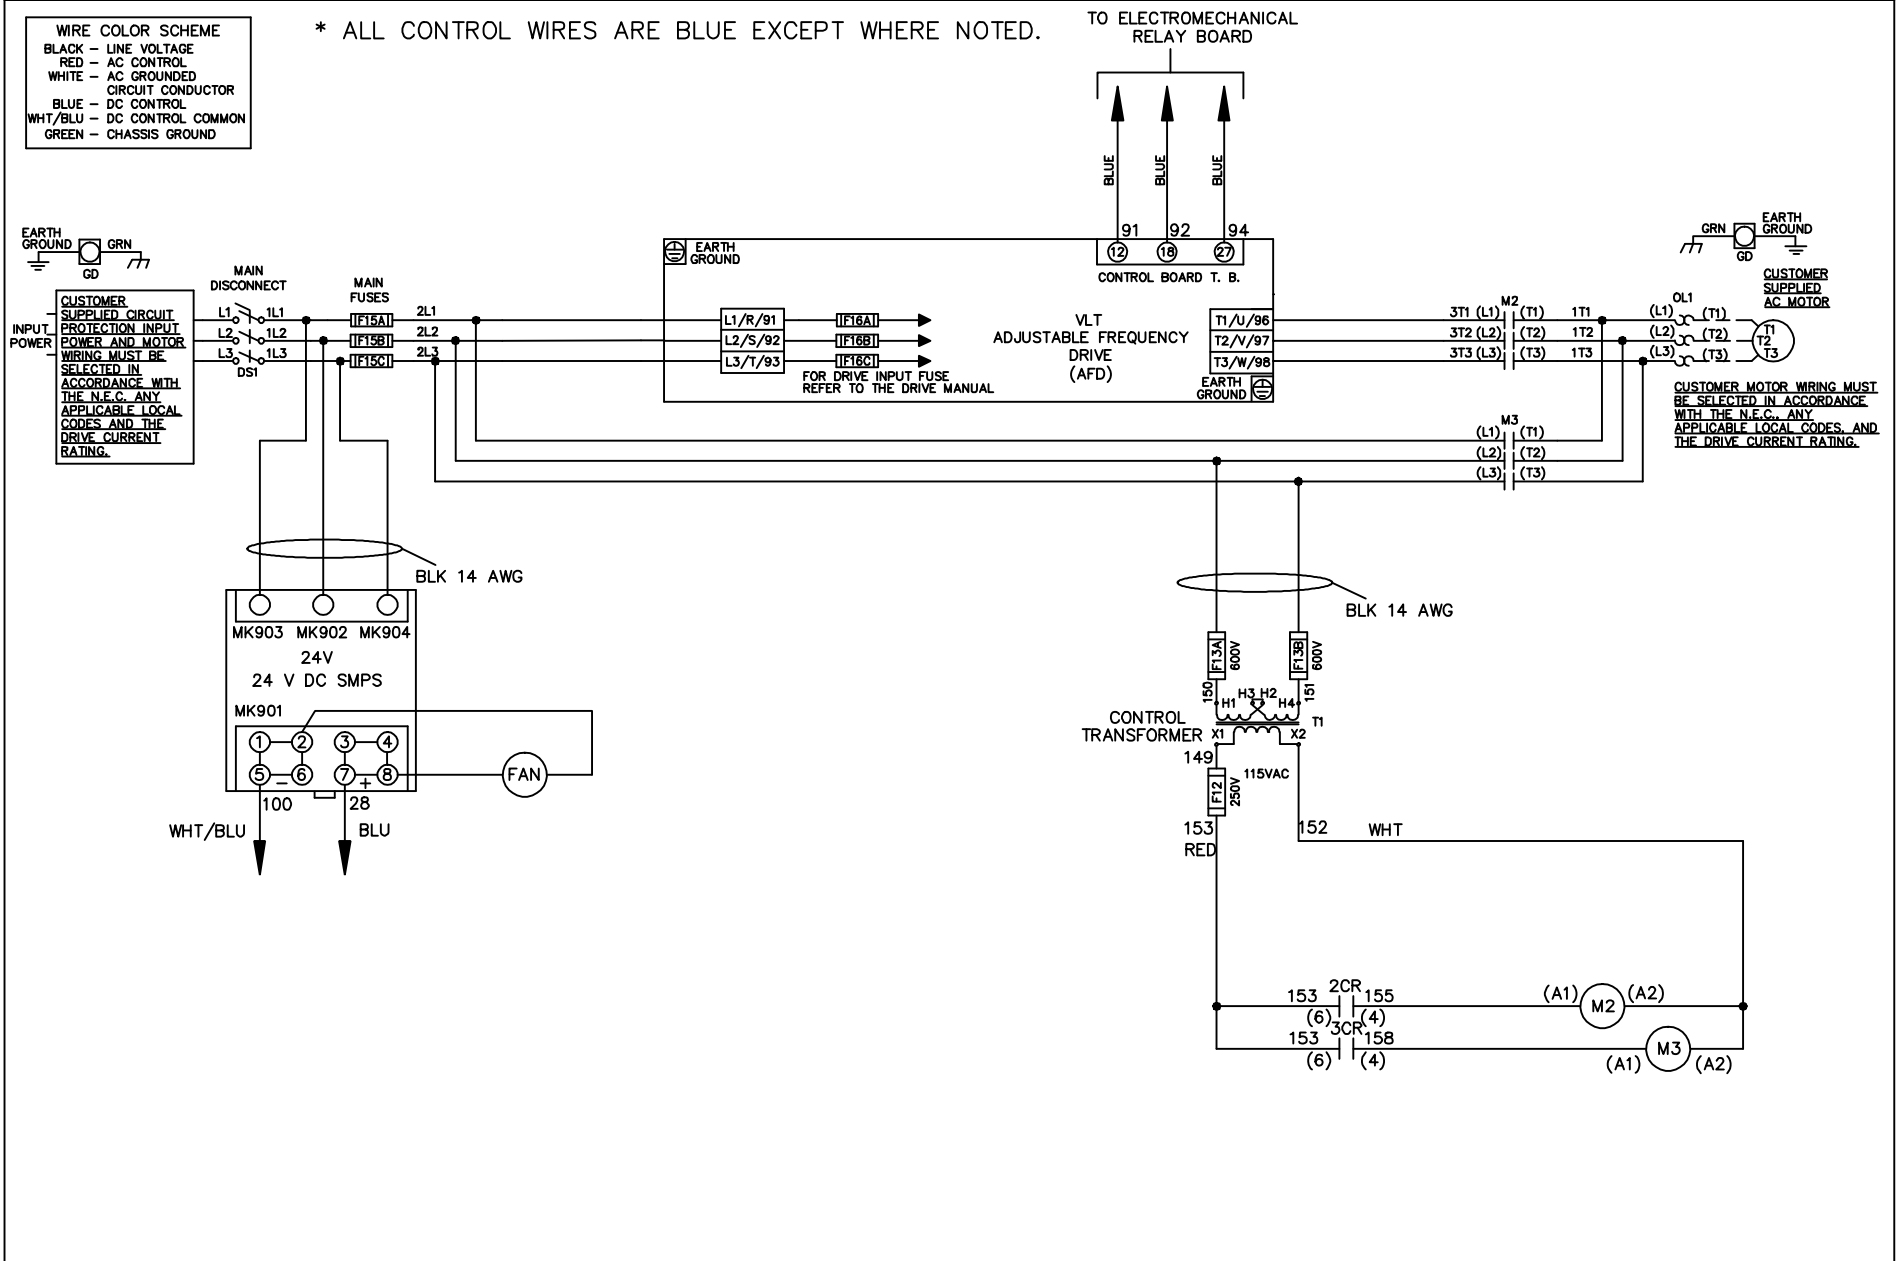 WIRE COLOR SCHEME
BLACK – LINE VOLTAGE
RED – AC CONTROL
WHITE – AC GROUNDED
CIRCUIT CONDUCTOR
BLUE – DC CONTROL
WHT/BLU – DC CONTROL COMMON
GREEN – CHASSIS GROUND
* ALL CONTROL WIRES ARE BLUE EXCEPT WHERE NOTED.
TO ELECTROMECHANICAL
RELAY BOARD
BLUE
BLUE
BLUE
91 92 94
12 18 27
CONTROL BOARD T. B.
EARTH
GROUND
GRN
GD
INPUT
POWER
CUSTOMER
SUPPLIED CIRCUIT
PROTECTION INPUT
POWER AND MOTOR
WIRING MUST BE
SELECTED IN
ACCORDANCE WITH
THE N.E.C. ANY
APPLICABLE LOCAL
CODES AND THE
DRIVE CURRENT
RATING.
MAIN
DISCONNECT
L1 1L1
L2 1L2
L3 1L3
DS1
MAIN
FUSES
F15A
F15B
F15C
2L1
2L2
2L3
EARTH
GROUND
L1/R/91
L2/S/92
L3/T/93
F16A
F16B
F16C
FOR DRIVE INPUT FUSE
REFER TO THE DRIVE MANUAL
VLT
ADJUSTABLE FREQUENCY
DRIVE
(AFD)
T1/U/96
T2/V/97
T3/W/98
EARTH
GROUND
M2
3T1 (L1) (T1) 1T1
3T2 (L2) (T2) 1T2
3T3 (L3) (T3) 1T3
OL1
(L1) (T1)
(L2) (T2)
(L3) (T3)
T1
T2
T3
GRN
GD
EARTH
GROUND
CUSTOMER
SUPPLIED
AC MOTOR
CUSTOMER MOTOR WIRING MUST
BE SELECTED IN ACCORDANCE
WITH THE N.E.C., ANY
APPLICABLE LOCAL CODES, AND
THE DRIVE CURRENT RATING.
M3
(L1) (T1)
(L2) (T2)
(L3) (T3)
BLK 14 AWG
MK903 MK902 MK904
24V
24 V DC SMPS
MK901
1 2 3 4
5 – 6 7 + 8
FAN
100 28
WHT/BLU BLU
BLK 14 AWG
F13A
600V
F13B
600V
150
151
H1 H3 H2 H4
T1
CONTROL
TRANSFORMER
X1 X2
149
115VAC
F12
250V
153
RED
152 WHT
2CR
153 155
(6) (4)
(A1) M2 (A2)
3CR
153 158
(6) (4)
(A1) M3 (A2)